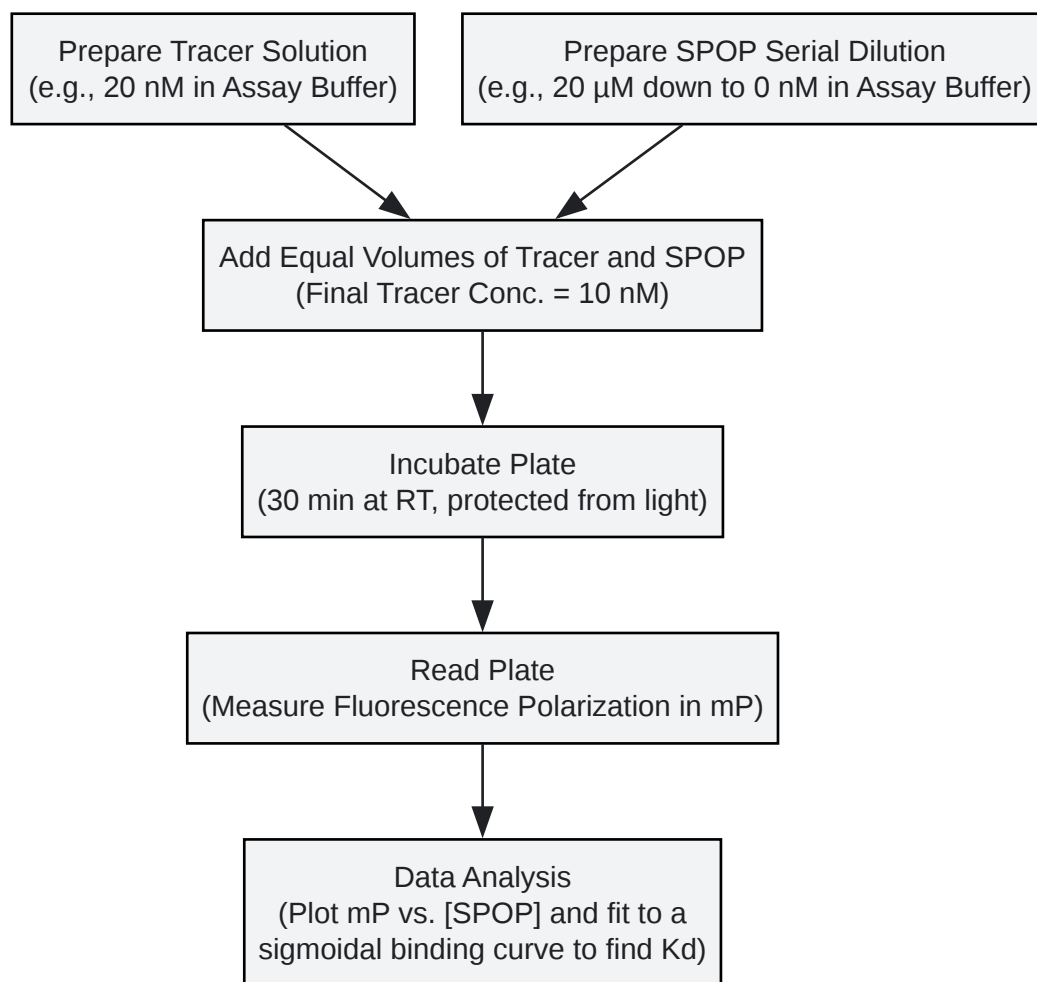 Prepare Tracer Solution
(e.g., 20 nM in Assay Buffer)
Prepare SPOP Serial Dilution
(e.g., 20 µM down to 0 nM in Assay Buffer)
Add Equal Volumes of Tracer and SPOP
(Final Tracer Conc. = 10 nM)
Incubate Plate
(30 min at RT, protected from light)
Read Plate
(Measure Fluorescence Polarization in mP)
Data Analysis
(Plot mP vs. [SPOP] and fit to a
sigmoidal binding curve to find Kd)